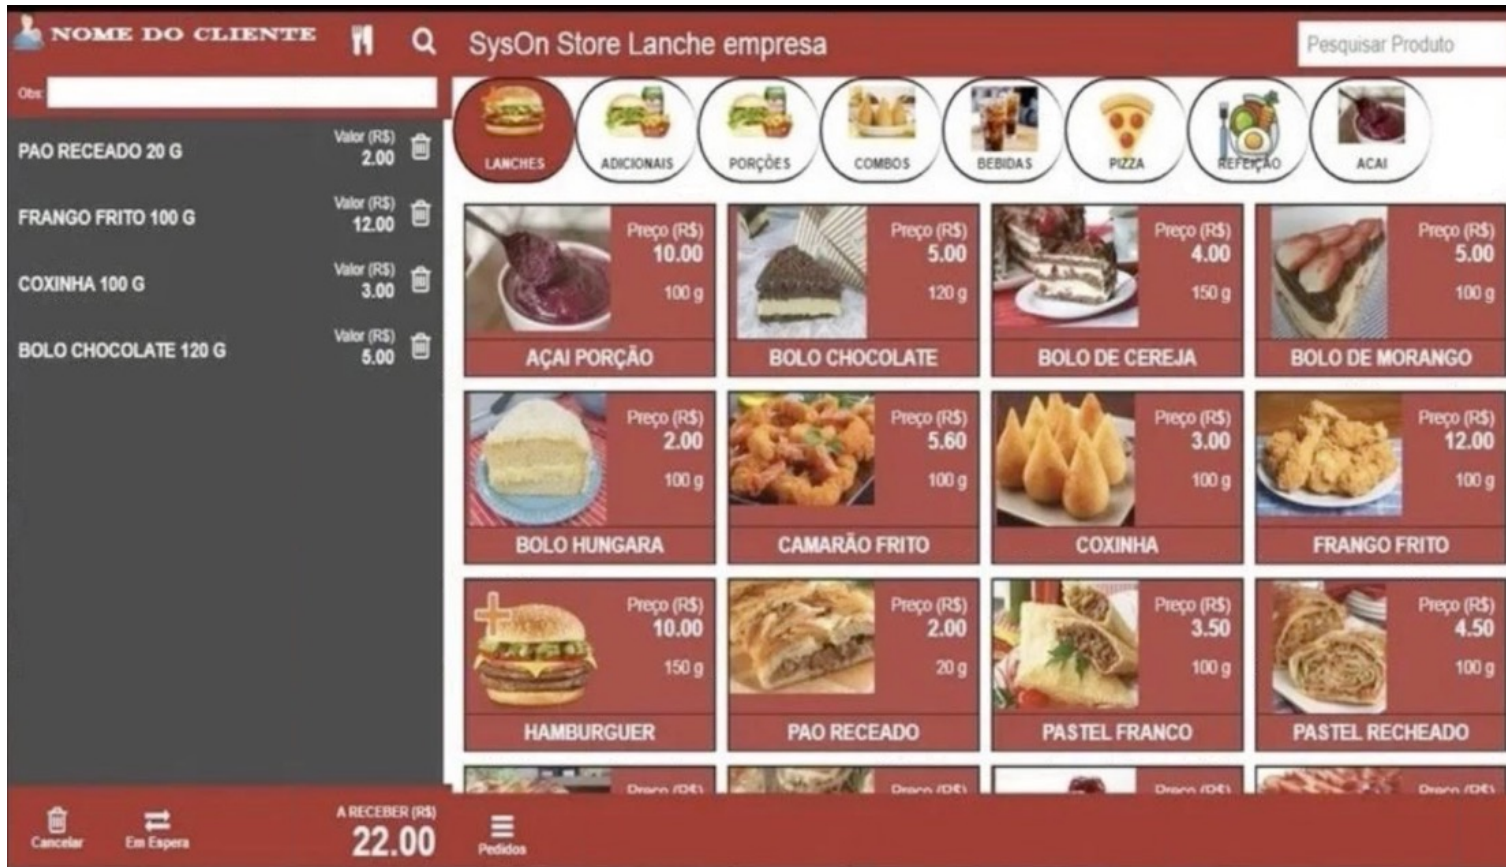 NOME DO CLIENTE
SysOn Store Lanche empresa
Pesquisar Produto
Obs:
PAO RECEADO 20 G
Valor (R$)
2.00
FRANGO FRITO 100 G
Valor (R$)
12.00
COXINHA 100 G
Valor (R$)
3.00
BOLO CHOCOLATE 120 G
Valor (R$)
5.00
LANCHES
ADICIONAIS
PORÇÕES
COMBOS
BEBIDAS
PIZZA
REFEIÇÃO
ACAI
Preço (R$)
10.00
100 g
AÇAI PORÇÃO
Preço (R$)
5.00
120 g
BOLO CHOCOLATE
Preço (R$)
4.00
150 g
BOLO DE CEREJA
Preço (R$)
5.00
100 g
BOLO DE MORANGO
Preço (R$)
2.00
100 g
BOLO HUNGARA
Preço (R$)
5.60
100 g
CAMARÃO FRITO
Preço (R$)
3.00
100 g
COXINHA
Preço (R$)
12.00
100 g
FRANGO FRITO
Preço (R$)
10.00
150 g
HAMBURGUER
Preço (R$)
2.00
20 g
PAO RECEADO
Preço (R$)
3.50
100 g
PASTEL FRANCO
Preço (R$)
4.50
100 g
PASTEL RECHEADO
Preço (R$)
Preço (R$)
Preço (R$)
Preço (R$)
Cancelar
Em Espera
A RECEBER (R$)
22.00
Pedidos